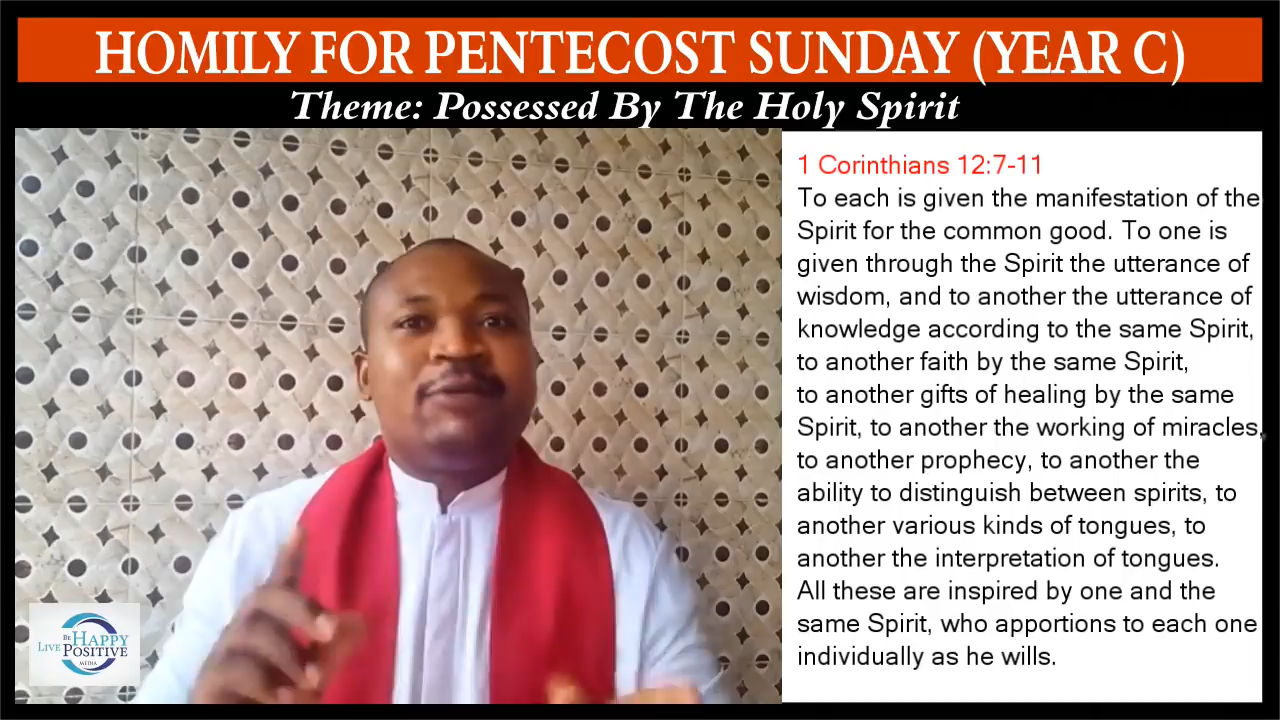 HOMILY FOR PENTECOST SUNDAY (YEAR C)
Theme: Possessed By The Holy Spirit
1 Corinthians 12:7-11
To each is given the manifestation of the
Spirit for the common good. To one is
given through the Spirit the utterance of
wisdom, and to another the utterance of
knowledge according to the same Spirit,
to another faith by the same Spirit,
to another gifts of healing by the same
Spirit, to another the working of miracles,
to another prophecy, to another the
ability to distinguish between spirits, to
another various kinds of tongues, to
another the interpretation of tongues.
All these are inspired by one and the
same Spirit, who apportions to each one
individually as he wills.
BE HAPPY
LIVE POSITIVE
MEDIA